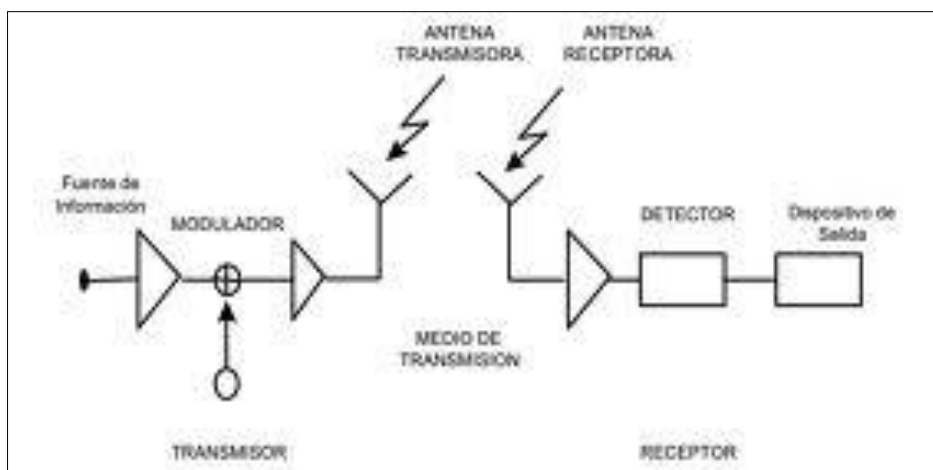 ANTENA
TRANSMISORA
ANTENA
RECEPTORA
Fuente de
Información
MODULADOR
DETECTOR
Dispositivo de
Salida
MEDIO DE
TRANSMISION
TRANSMISOR
RECEPTOR